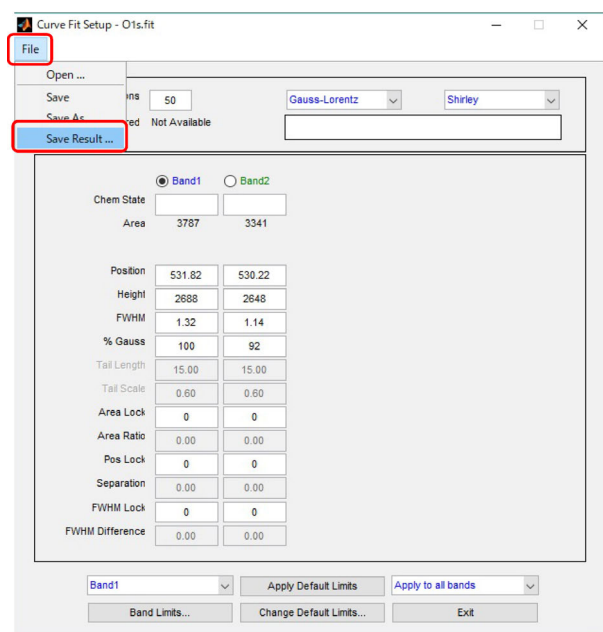 Curve Fit Setup - O1s.fit
File
Open ...
Save
ns 50 Gauss-Lorentz Shirley
Save As
red Not Available
Save Result ...
Band1 Band2
Chem State
Area 3787 3341
Position 531.82 530.22
Height 2688 2648
FWHM 1.32 1.14
% Gauss 100 92
Tail Length 15.00 15.00
Tail Scale 0.60 0.60
Area Lock 0 0
Area Ratio 0.00 0.00
Pos Lock 0 0
Separation 0.00 0.00
FWHM Lock 0 0
FWHM Difference 0.00 0.00
Band1 Apply Default Limits Apply to all bands
Band Limits... Change Default Limits... Exit